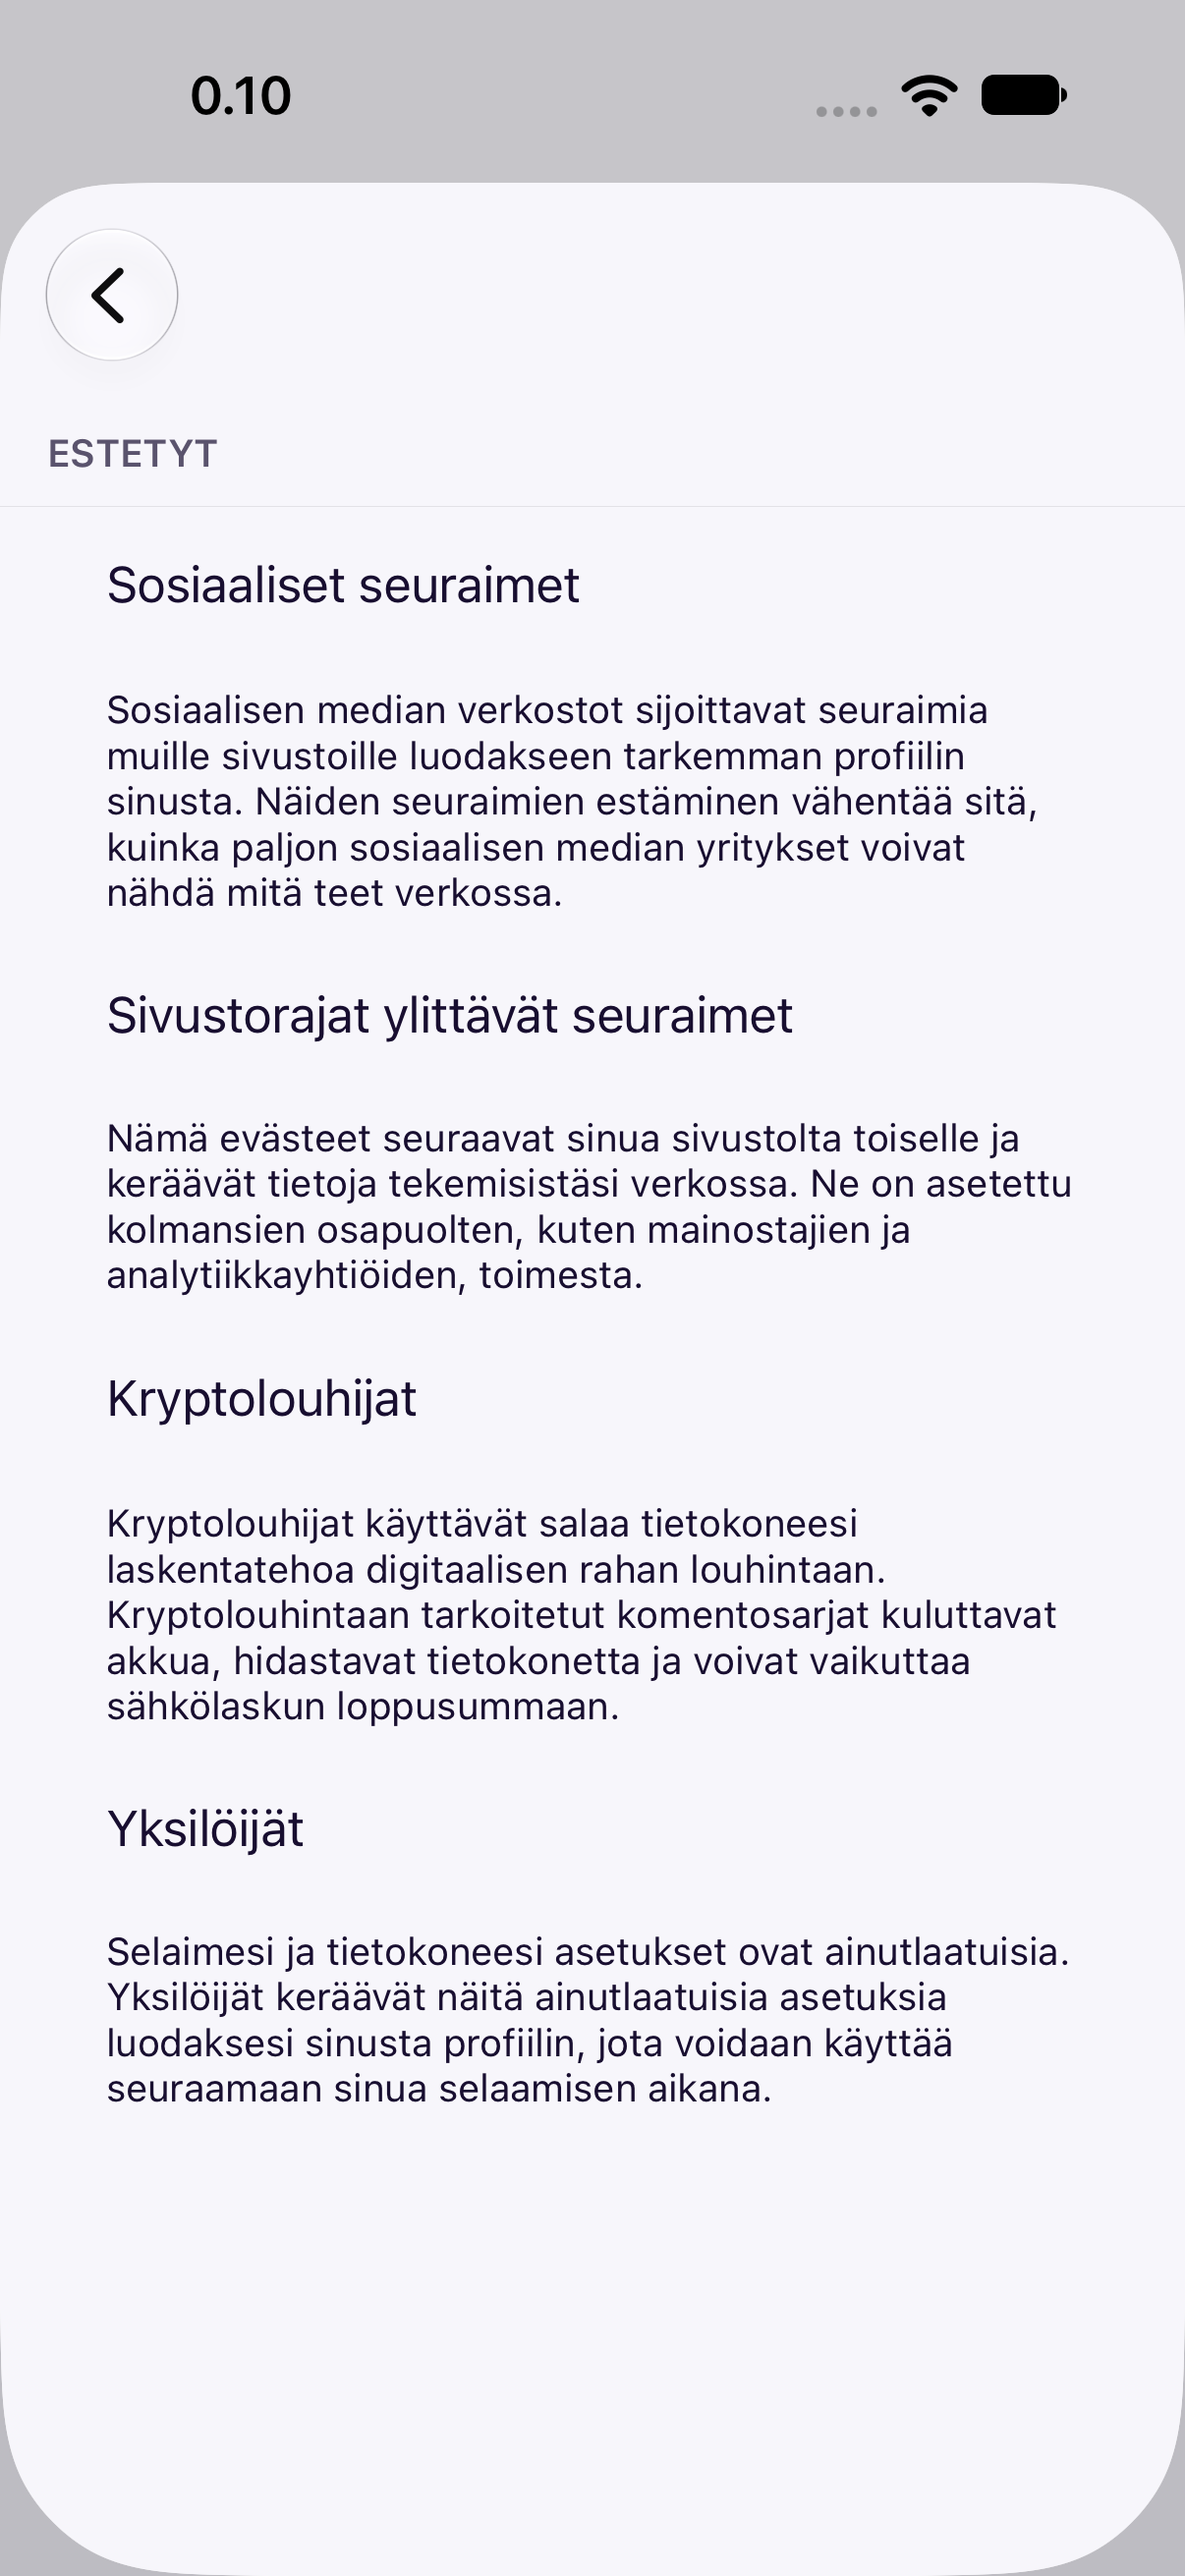 0.10
ESTETYT
Sosiaaliset seuraimet
Sosiaalisen median verkostot sijoittavat seuraimia
muille sivustoille luodakseen tarkemman profiilin
sinusta. Näiden seuraimien estäminen vähentää sitä,
kuinka paljon sosiaalisen median yritykset voivat
nähdä mitä teet verkossa.
Sivustorajat ylittävät seuraimet
Nämä evästeet seuraavat sinua sivustolta toiselle ja
keräävät tietoja tekemisistäsi verkossa. Ne on asetettu
kolmansien osapuolten, kuten mainostajien ja
analytiikkayhtiöiden, toimesta.
Kryptolouhijat
Kryptolouhijat käyttävät salaa tietokoneesi
laskentatehoa digitaalisen rahan louhintaan.
Kryptolouhintaan tarkoitetut komentosarjat kuluttavat
akkua, hidastavat tietokonetta ja voivat vaikuttaa
sähkölaskun loppusummaan.
Yksilöijät
Selaimesi ja tietokoneesi asetukset ovat ainutlaatuisia.
Yksilöijät keräävät näitä ainutlaatuisia asetuksia
luodaksesi sinusta profiilin, jota voidaan käyttää
seuraamaan sinua selaamisen aikana.